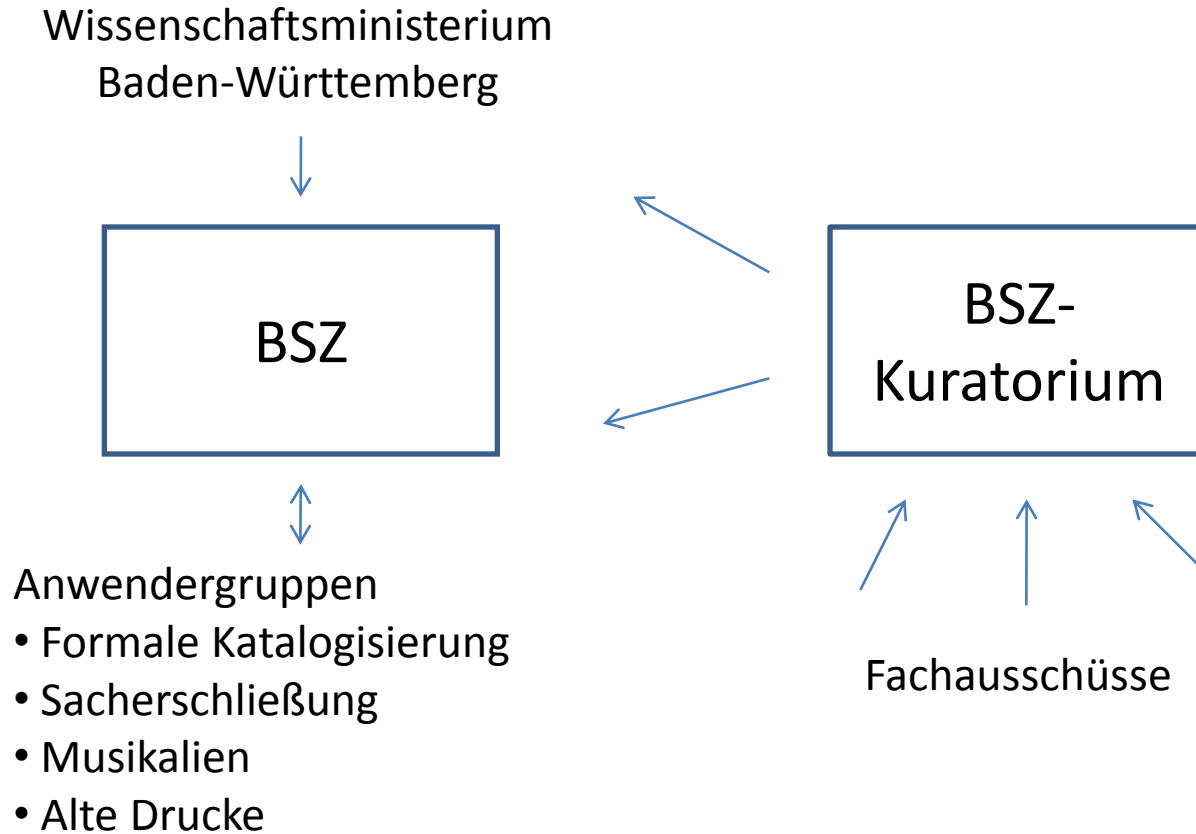 Wissenschaftsministerium
Baden-Württemberg
BSZ
BSZ-
Kuratorium
Anwendergruppen
• Formale Katalogisierung
• Sacherschließung
• Musikalien
• Alte Drucke
Fachausschüsse